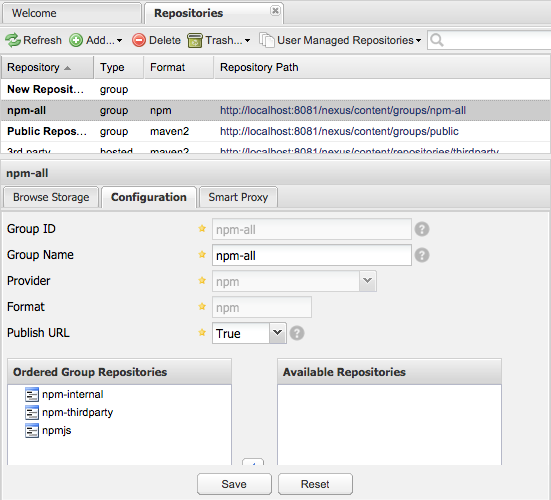 Welcome Repositories
Refresh Add... Delete Trash... User Managed Repositories
Repository Type Format Repository Path
New Reposit... group
npm-all group npm http://localhost:8081/nexus/content/groups/npm-all
Public Repos... group maven2 http://localhost:8081/nexus/content/groups/public
3rd party hosted maven2 http://localhost:8081/nexus/content/repositories/thirdparty
npm-all
Browse Storage Configuration Smart Proxy
Group ID npm-all
Group Name npm-all
Provider npm
Format npm
Publish URL True
Ordered Group Repositories Available Repositories
npm-internal
npm-thirdparty
npmjs
Save Reset